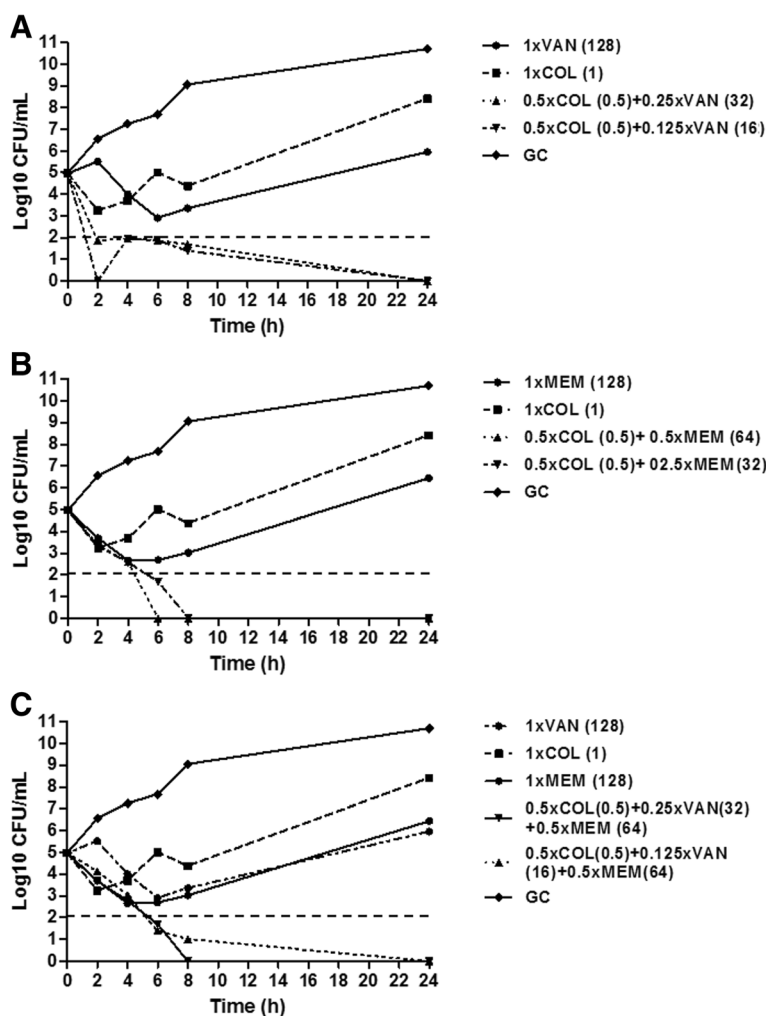 A
Log10 CFU/mL
11
10
9
8
7
6
5
4
3
2
1
0
0 2 4 6 8 10 12 14 16 18 20 22 24
Time (h)
1xVAN (128)
1xCOL (1)
0.5xCOL (0.5)+0.25xVAN (32)
0.5xCOL (0.5)+0.125xVAN (16)
GC
B
Log10 CFU/mL
11
10
9
8
7
6
5
4
3
2
1
0
0 2 4 6 8 10 12 14 16 18 20 22 24
Time (h)
1xMEM (128)
1xCOL (1)
0.5xCOL (0.5)+ 0.5xMEM (64)
0.5xCOL (0.5)+ 02.5xMEM (32)
GC
C
Log10 CFU/mL
11
10
9
8
7
6
5
4
3
2
1
0
0 2 4 6 8 10 12 14 16 18 20 22 24
Time (h)
1xVAN (128)
1xCOL (1)
1xMEM (128)
0.5xCOL(0.5)+0.25xVAN(32)
+0.5xMEM (64)
0.5xCOL(0.5)+0.125xVAN
(16)+0.5xMEM(64)
GC